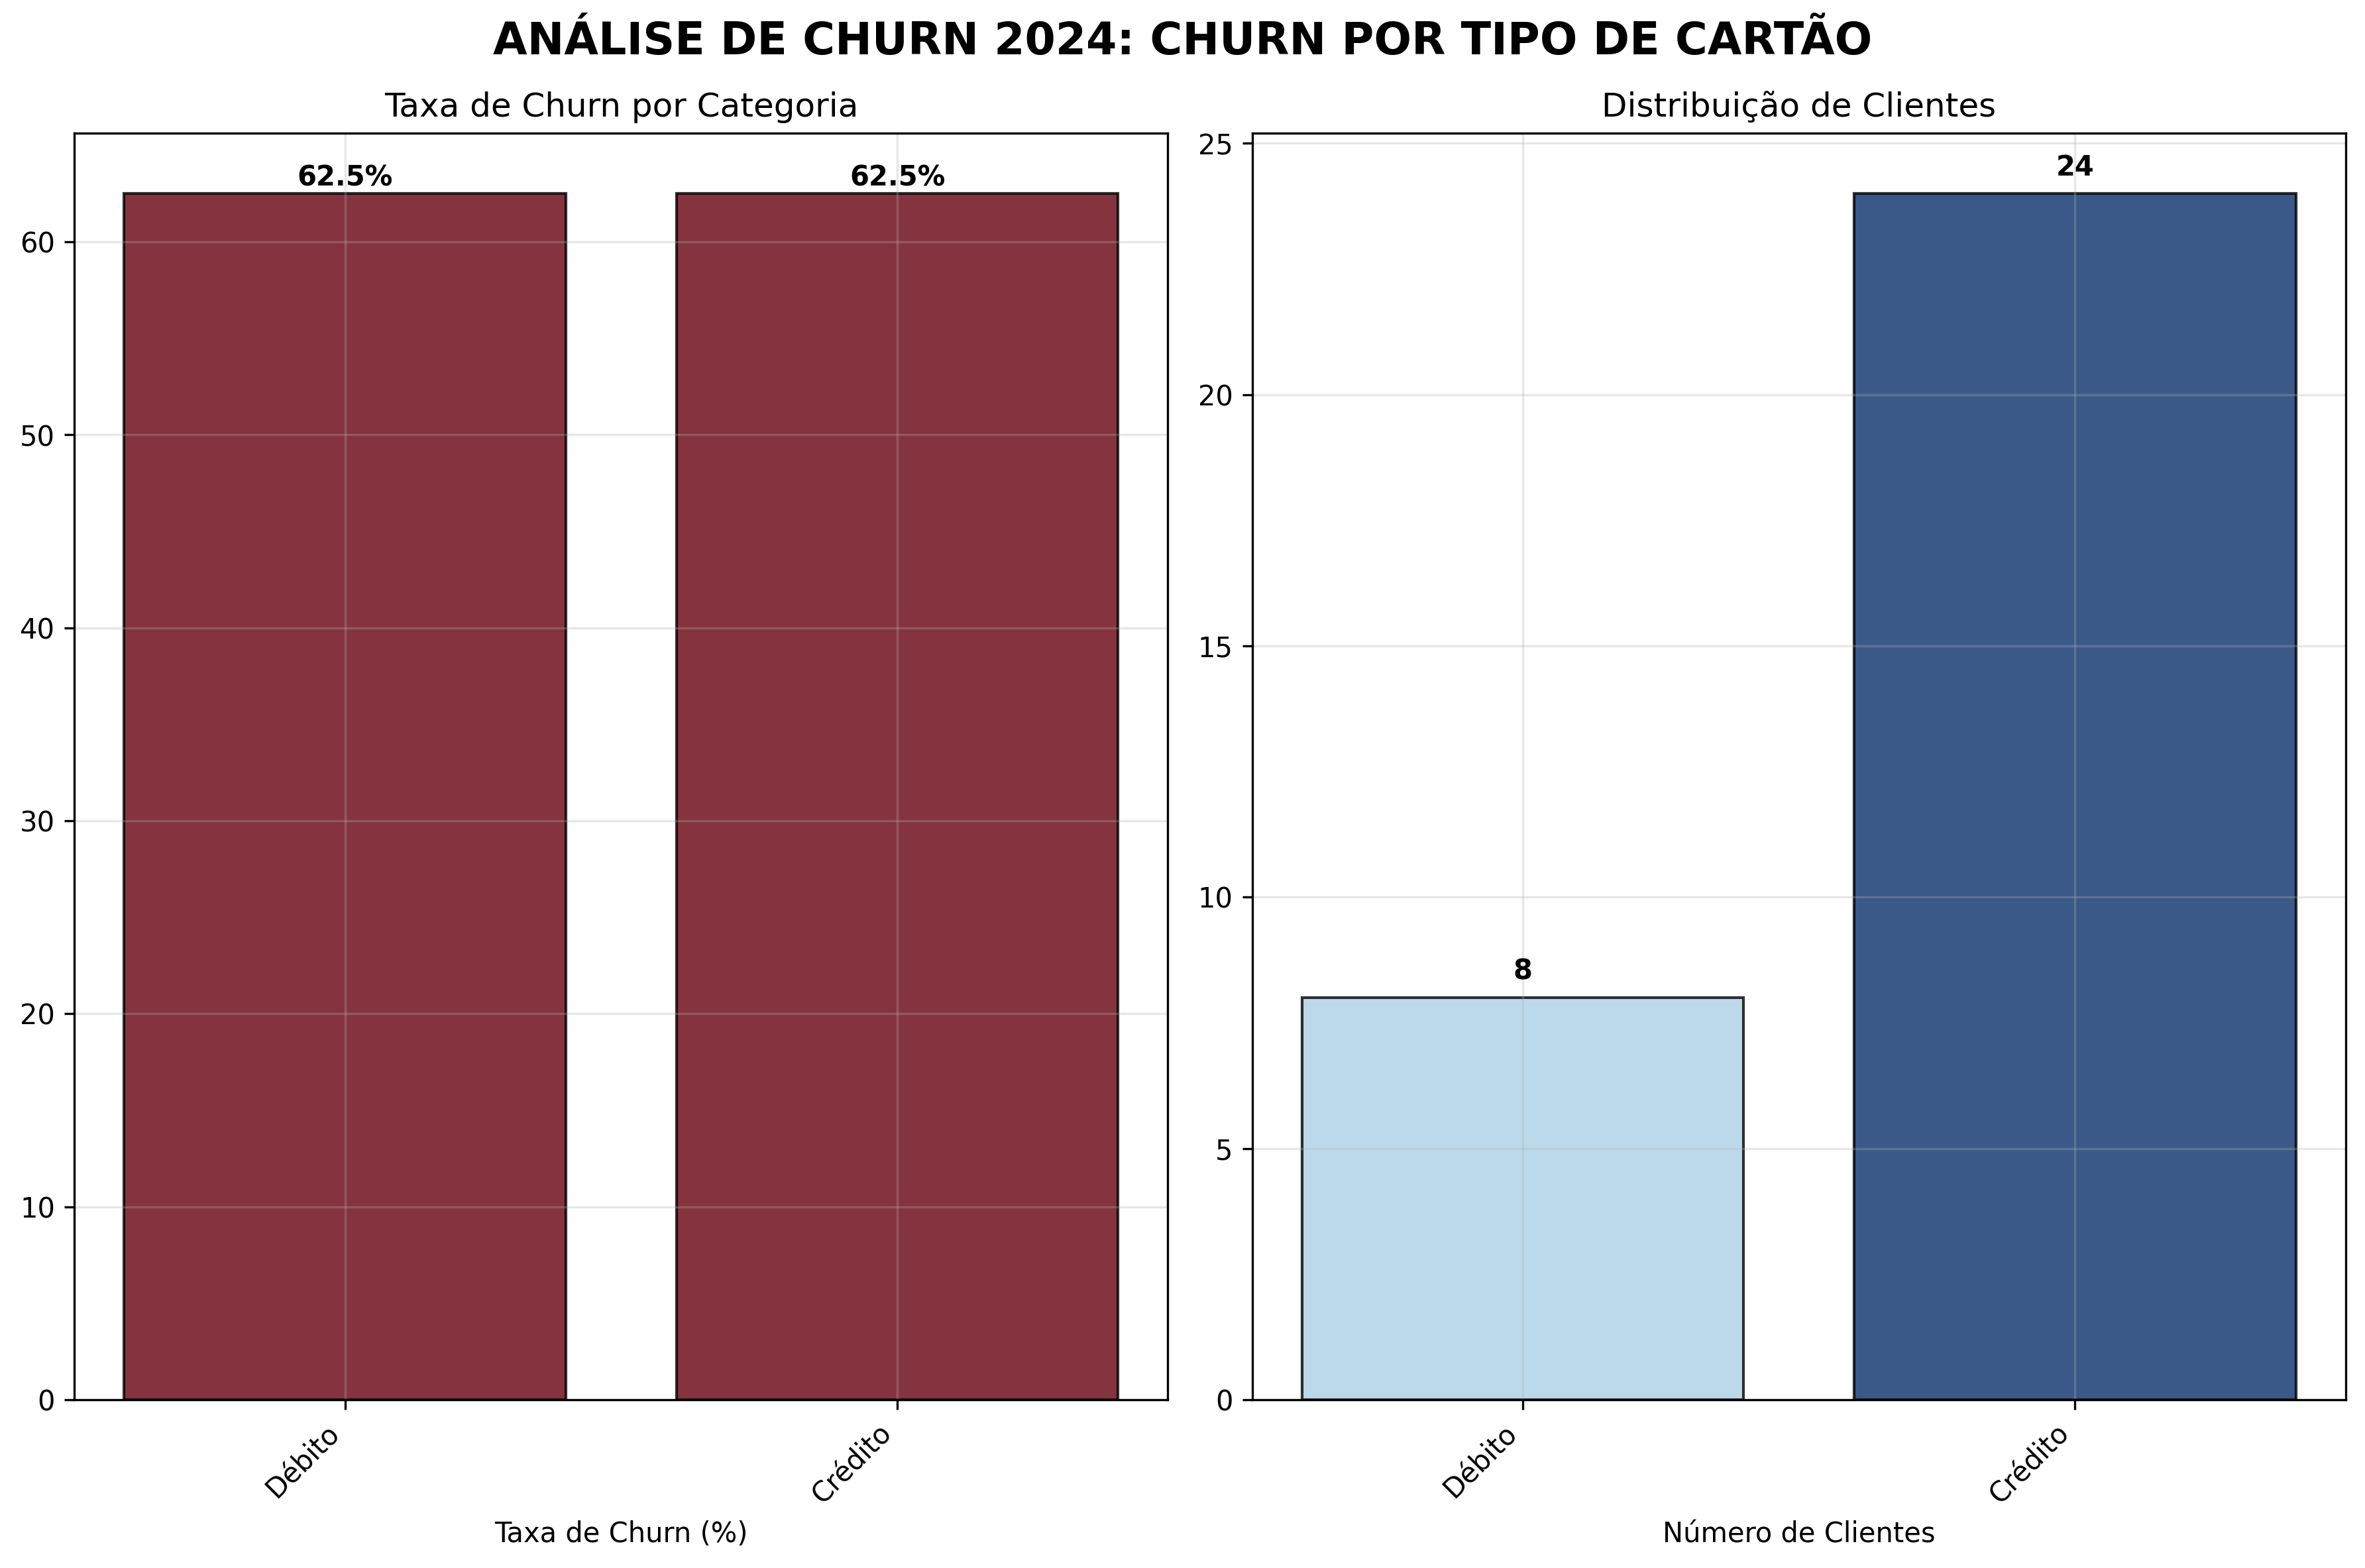 ANÁLISE DE CHURN 2024: CHURN POR TIPO DE CARTÃO
Taxa de Churn por Categoria
62.5%
62.5%
60
50
40
30
20
10
0
Débito
Crédito
Taxa de Churn (%)
Distribuição de Clientes
25
24
20
15
10
8
5
0
Débito
Crédito
Número de Clientes